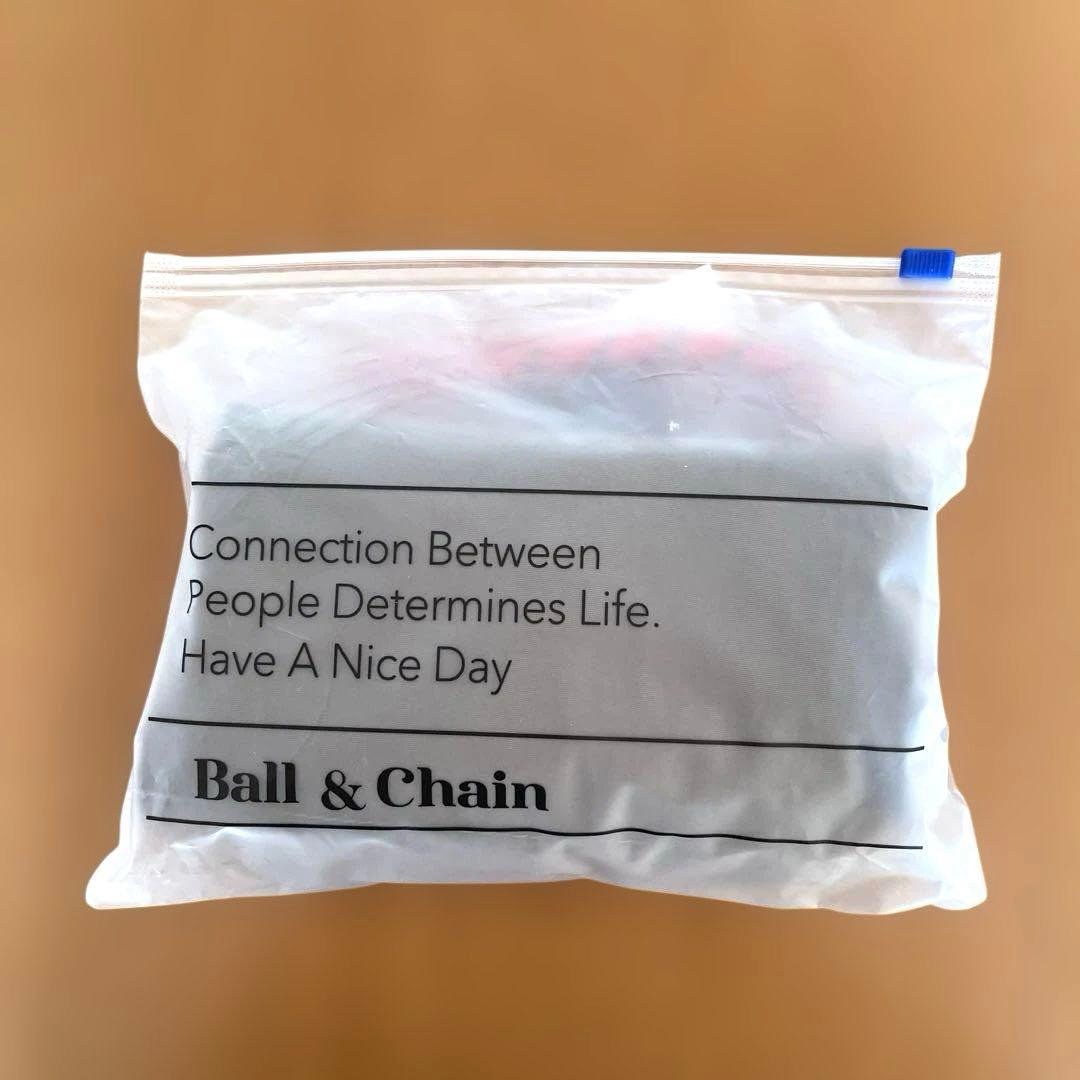 Connection Between
People Determines Life.
Have A Nice Day
Ball & Chain